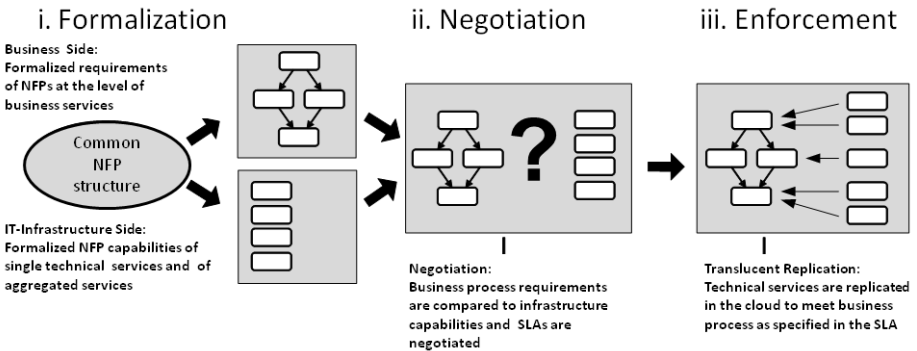 i. Formalization
Business Side:
Formalized requirements
of NFPs at the level of
business services
Common
NFP
structure
IT-Infrastructure Side:
Formalized NFP capabilities of
single technical services and of
aggregated services
ii. Negotiation
?
Negotiation:
Business process requirements
are compared to infrastructure
capabilities and SLAs are
negotiated
iii. Enforcement
Translucent Replication:
Technical services are replicated
in the cloud to meet business
process as specified in the SLA